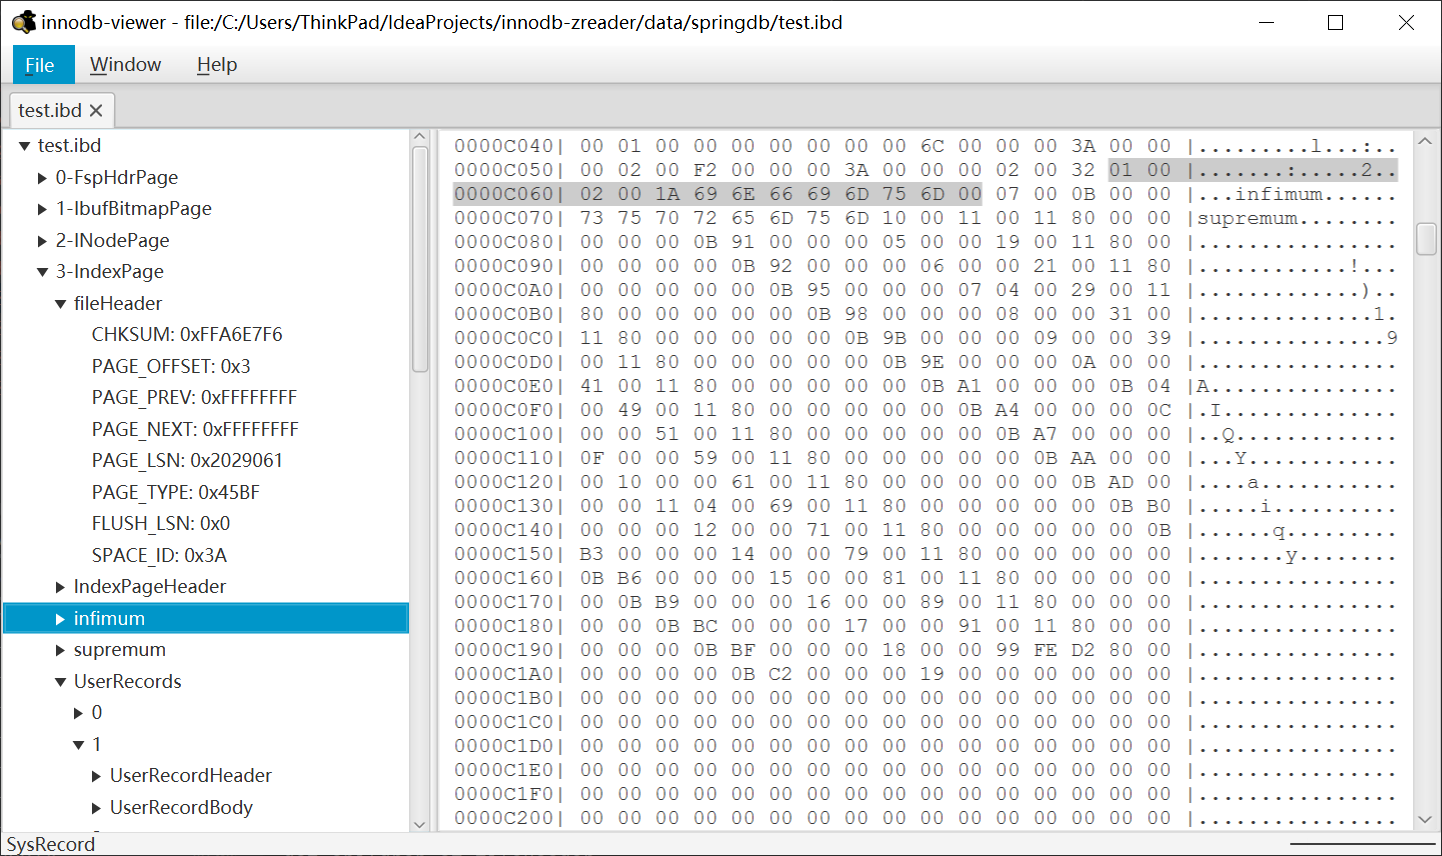 innodb-viewer - file:/C:/Users/ThinkPad/IdeaProjects/innodb-zreader/data/springdb/test.ibd
File Window Help
test.ibd
test.ibd
0-FspHdrPage
1-IbufBitmapPage
2-INodePage
3-IndexPage
fileHeader
CHKSUM: 0xFFA6E7F6
PAGE_OFFSET: 0x3
PAGE_PREV: 0xFFFFFFFF
PAGE_NEXT: 0xFFFFFFFF
PAGE_LSN: 0x2029061
PAGE_TYPE: 0x45BF
FLUSH_LSN: 0x0
SPACE_ID: 0x3A
IndexPageHeader
infimum
supremum
UserRecords
0
1
UserRecordHeader
UserRecordBody
0000C040| 00 01 00 00 00 00 00 00 00 6C 00 00 00 3A 00 00 |.........l...:..
0000C050| 00 02 00 F2 00 00 00 3A 00 00 00 02 00 32 01 00 |.......:.....2..
0000C060| 02 00 1A 69 6E 66 69 6D 75 6D 00 07 00 0B 00 00 |...infimum......
0000C070| 73 75 70 72 65 6D 75 6D 10 00 11 00 11 80 00 00 |supremum........
0000C080| 00 00 00 0B 91 00 00 00 05 00 00 19 00 11 80 00 |................
0000C090| 00 00 00 00 0B 92 00 00 00 06 00 00 21 00 11 80 |............!...
0000C0A0| 00 00 00 00 00 0B 95 00 00 00 07 04 00 29 00 11 |.............)..
0000C0B0| 80 00 00 00 00 00 0B 98 00 00 00 08 00 00 31 00 |..............1.
0000C0C0| 11 80 00 00 00 00 00 0B 9B 00 00 00 09 00 00 39 |...............9
0000C0D0| 00 11 80 00 00 00 00 00 0B 9E 00 00 00 0A 00 00 |................
0000C0E0| 41 00 11 80 00 00 00 00 00 0B A1 00 00 00 0B 04 |A...............
0000C0F0| 00 49 00 11 80 00 00 00 00 00 0B A4 00 00 00 0C |.I..............
0000C100| 00 00 51 00 11 80 00 00 00 00 00 0B A7 00 00 00 |..Q.............
0000C110| 0F 00 00 59 00 11 80 00 00 00 00 00 0B AA 00 00 |...Y............
0000C120| 00 10 00 00 61 00 11 80 00 00 00 00 00 0B AD 00 |....a...........
0000C130| 00 00 11 04 00 69 00 11 80 00 00 00 00 00 0B B0 |.....i..........
0000C140| 00 00 00 12 00 00 71 00 11 80 00 00 00 00 00 0B |......q.........
0000C150| B3 00 00 00 14 00 00 79 00 11 80 00 00 00 00 00 |.......y........
0000C160| 0B B6 00 00 00 15 00 00 81 00 11 80 00 00 00 00 |................
0000C170| 00 0B B9 00 00 00 16 00 00 89 00 11 80 00 00 00 |................
0000C180| 00 00 0B BC 00 00 00 17 00 00 91 00 11 80 00 00 |................
0000C190| 00 00 00 0B BF 00 00 00 18 00 00 99 FE D2 80 00 |................
0000C1A0| 00 00 00 00 0B C2 00 00 00 19 00 00 00 00 00 00 |................
0000C1B0| 00 00 00 00 00 00 00 00 00 00 00 00 00 00 00 00 |................
0000C1C0| 00 00 00 00 00 00 00 00 00 00 00 00 00 00 00 00 |................
0000C1D0| 00 00 00 00 00 00 00 00 00 00 00 00 00 00 00 00 |................
0000C1E0| 00 00 00 00 00 00 00 00 00 00 00 00 00 00 00 00 |................
0000C1F0| 00 00 00 00 00 00 00 00 00 00 00 00 00 00 00 00 |................
0000C200| 00 00 00 00 00 00 00 00 00 00 00 00 00 00 00 00 |................
SysRecord